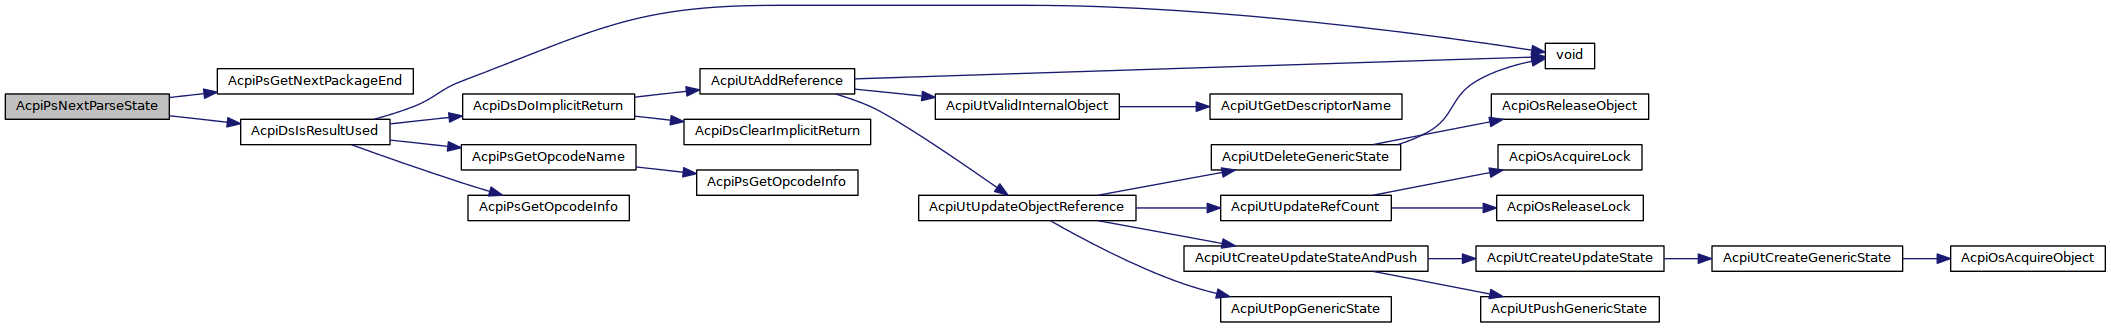 AcpiPsNextParseState
AcpiPsGetNextPackageEnd
AcpiDsIsResultUsed
AcpiDsDoImplicitReturn
AcpiPsGetOpcodeName
AcpiPsGetOpcodeInfo
AcpiUtAddReference
AcpiDsClearImplicitReturn
AcpiPsGetOpcodeInfo
AcpiUtValidInternalObject
AcpiUtUpdateObjectReference
AcpiUtGetDescriptorName
AcpiUtDeleteGenericState
AcpiUtUpdateRefCount
AcpiUtCreateUpdateStateAndPush
AcpiUtPopGenericState
void
AcpiOsReleaseObject
AcpiOsAcquireLock
AcpiOsReleaseLock
AcpiUtCreateUpdateState
AcpiUtPushGenericState
AcpiUtCreateGenericState
AcpiOsAcquireObject